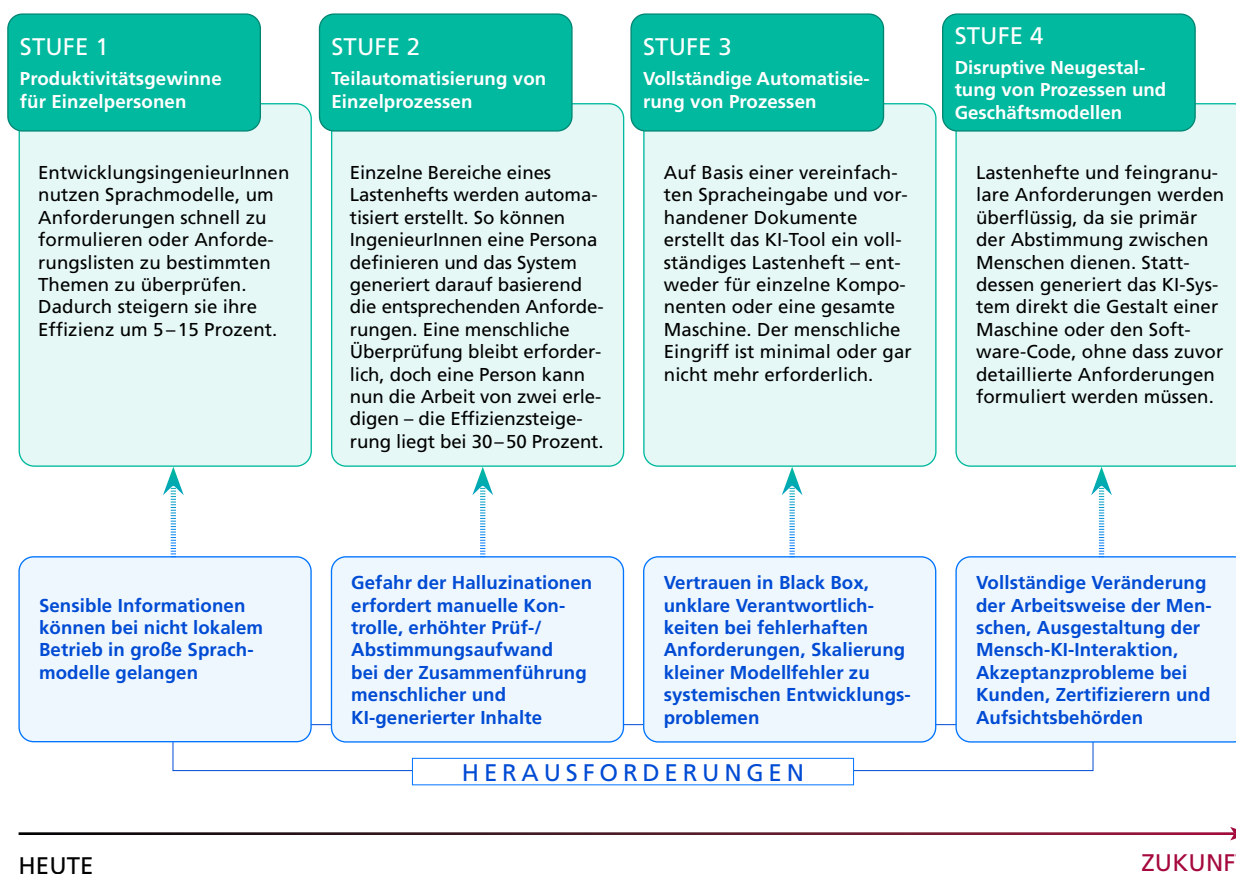 STUFE 1
Produktivitätsgewinne
für Einzelpersonen
EntwicklungsingenieurInnen
nutzen Sprachmodelle, um
Anforderungen schnell zu
formulieren oder Anforde-
rungslisten zu bestimmten
Themen zu überprüfen.
Dadurch steigern sie ihre
Effizienz um 5–15 Prozent.
Sensible Informationen
können bei nicht lokalem
Betrieb in große Sprach-
modelle gelangen
STUFE 2
Teilautomatisierung von
Einzelprozessen
Einzelne Bereiche eines
Lastenhefts werden automa-
tisiert erstellt. So können
IngenieurInnen eine Persona
definieren und das System
generiert darauf basierend
die entsprechenden Anforde-
rungen. Eine menschliche
Überprüfung bleibt erforder-
lich, doch eine Person kann
nun die Arbeit von zwei erle-
digen – die Effizienzsteige-
rung liegt bei 30–50 Prozent.
Gefahr der Halluzinationen
erfordert manuelle Kon-
trolle, erhöhter Prüf-/
Abstimmungsaufwand
bei der Zusammenführung
menschlicher und
KI-generierter Inhalte
STUFE 3
Vollständige Automatisie-
rung von Prozessen
Auf Basis einer vereinfach-
ten Spracheingabe und vor-
handener Dokumente
erstellt das KI-Tool ein voll-
ständiges Lastenheft – ent-
weder für einzelne Kompo-
nenten oder eine gesamte
Maschine. Der menschliche
Eingriff ist minimal oder gar
nicht mehr erforderlich.
Vertrauen in Black Box,
unklare Verantwortlich-
keiten bei fehlerhaften
Anforderungen, Skalierung
kleiner Modellfehler zu
systemischen Entwicklungs-
problemen
STUFE 4
Disruptive Neugestal-
tung von Prozessen und
Geschäftsmodellen
Lastenhefte und feingranu-
lare Anforderungen werden
überflüssig, da sie primär
der Abstimmung zwischen
Menschen dienen. Statt-
dessen generiert das KI-Sys-
tem direkt die Gestalt einer
Maschine oder den Soft-
ware-Code, ohne dass zuvor
detaillierte Anforderungen
formuliert werden müssen.
Vollständige Veränderung
der Arbeitsweise der Men-
schen, Ausgestaltung der
Mensch-KI-Interaktion,
Akzeptanzprobleme bei
Kunden, Zertifizierern und
Aufsichtsbehörden
HERAUSFORDERUNGEN
HEUTE
ZUKUNF